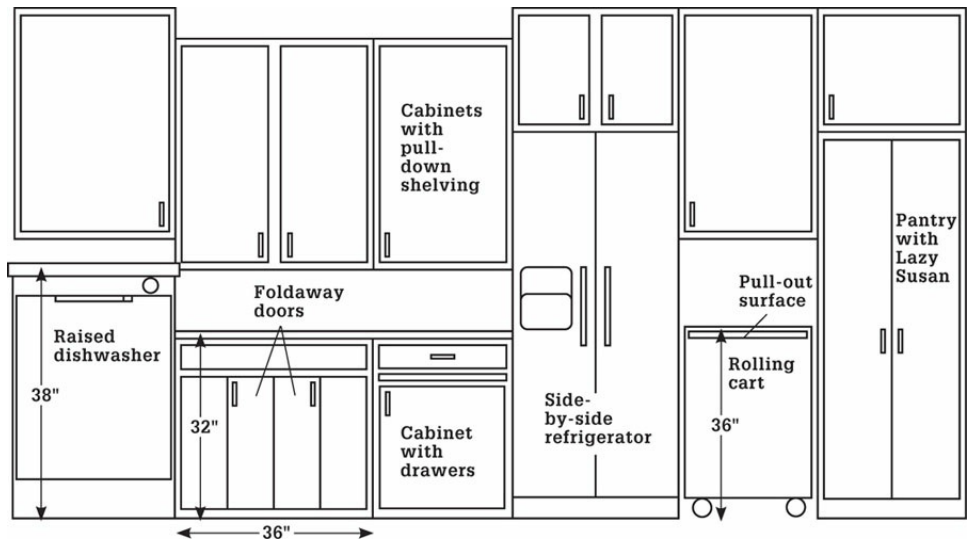 Cabinets
with
pull-
down
shelving
Pantry
with
Lazy
Susan
Foldaway
doors
Pull-out
surface
Raised
dishwasher
Rolling
cart
38"
32"
Side-
by-side
refrigerator
36"
Cabinet
with
drawers
36"